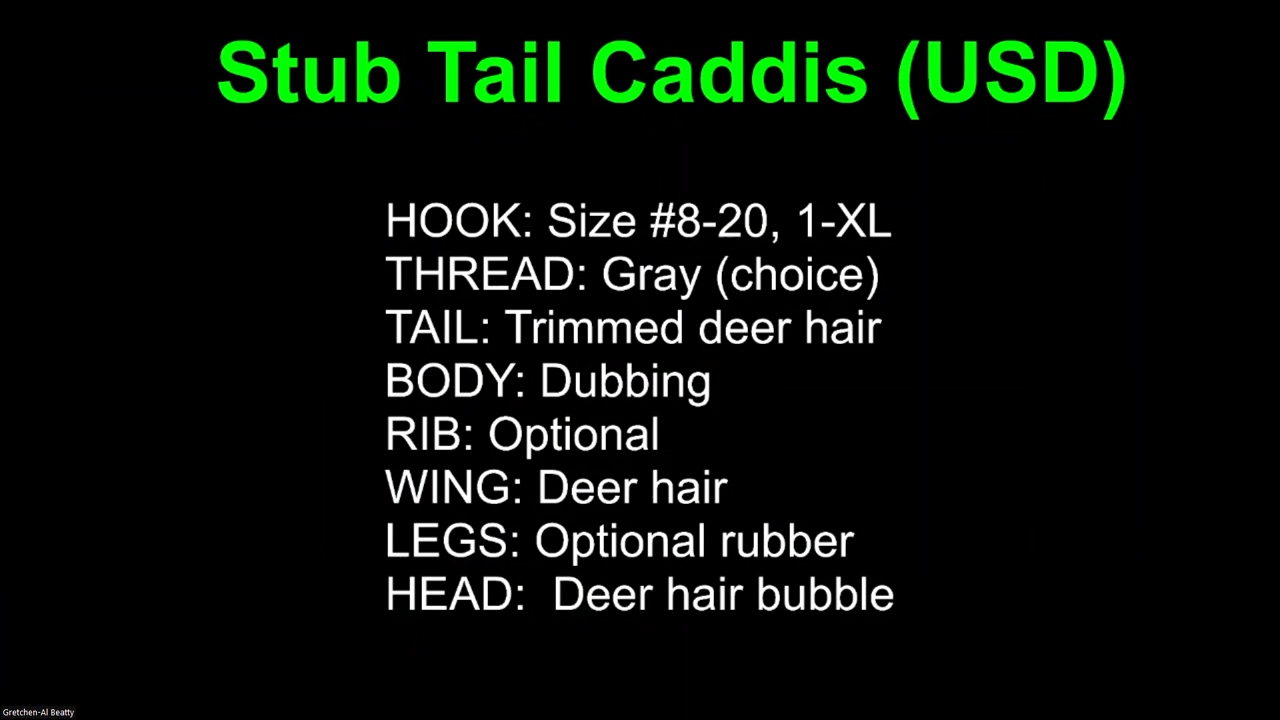 Stub Tail Caddis (USD)
HOOK: Size #8-20, 1-XL
THREAD: Gray (choice)
TAIL: Trimmed deer hair
BODY: Dubbing
RIB: Optional
WING: Deer hair
LEGS: Optional rubber
HEAD:  Deer hair bubble
Gretchen-Al Beatty